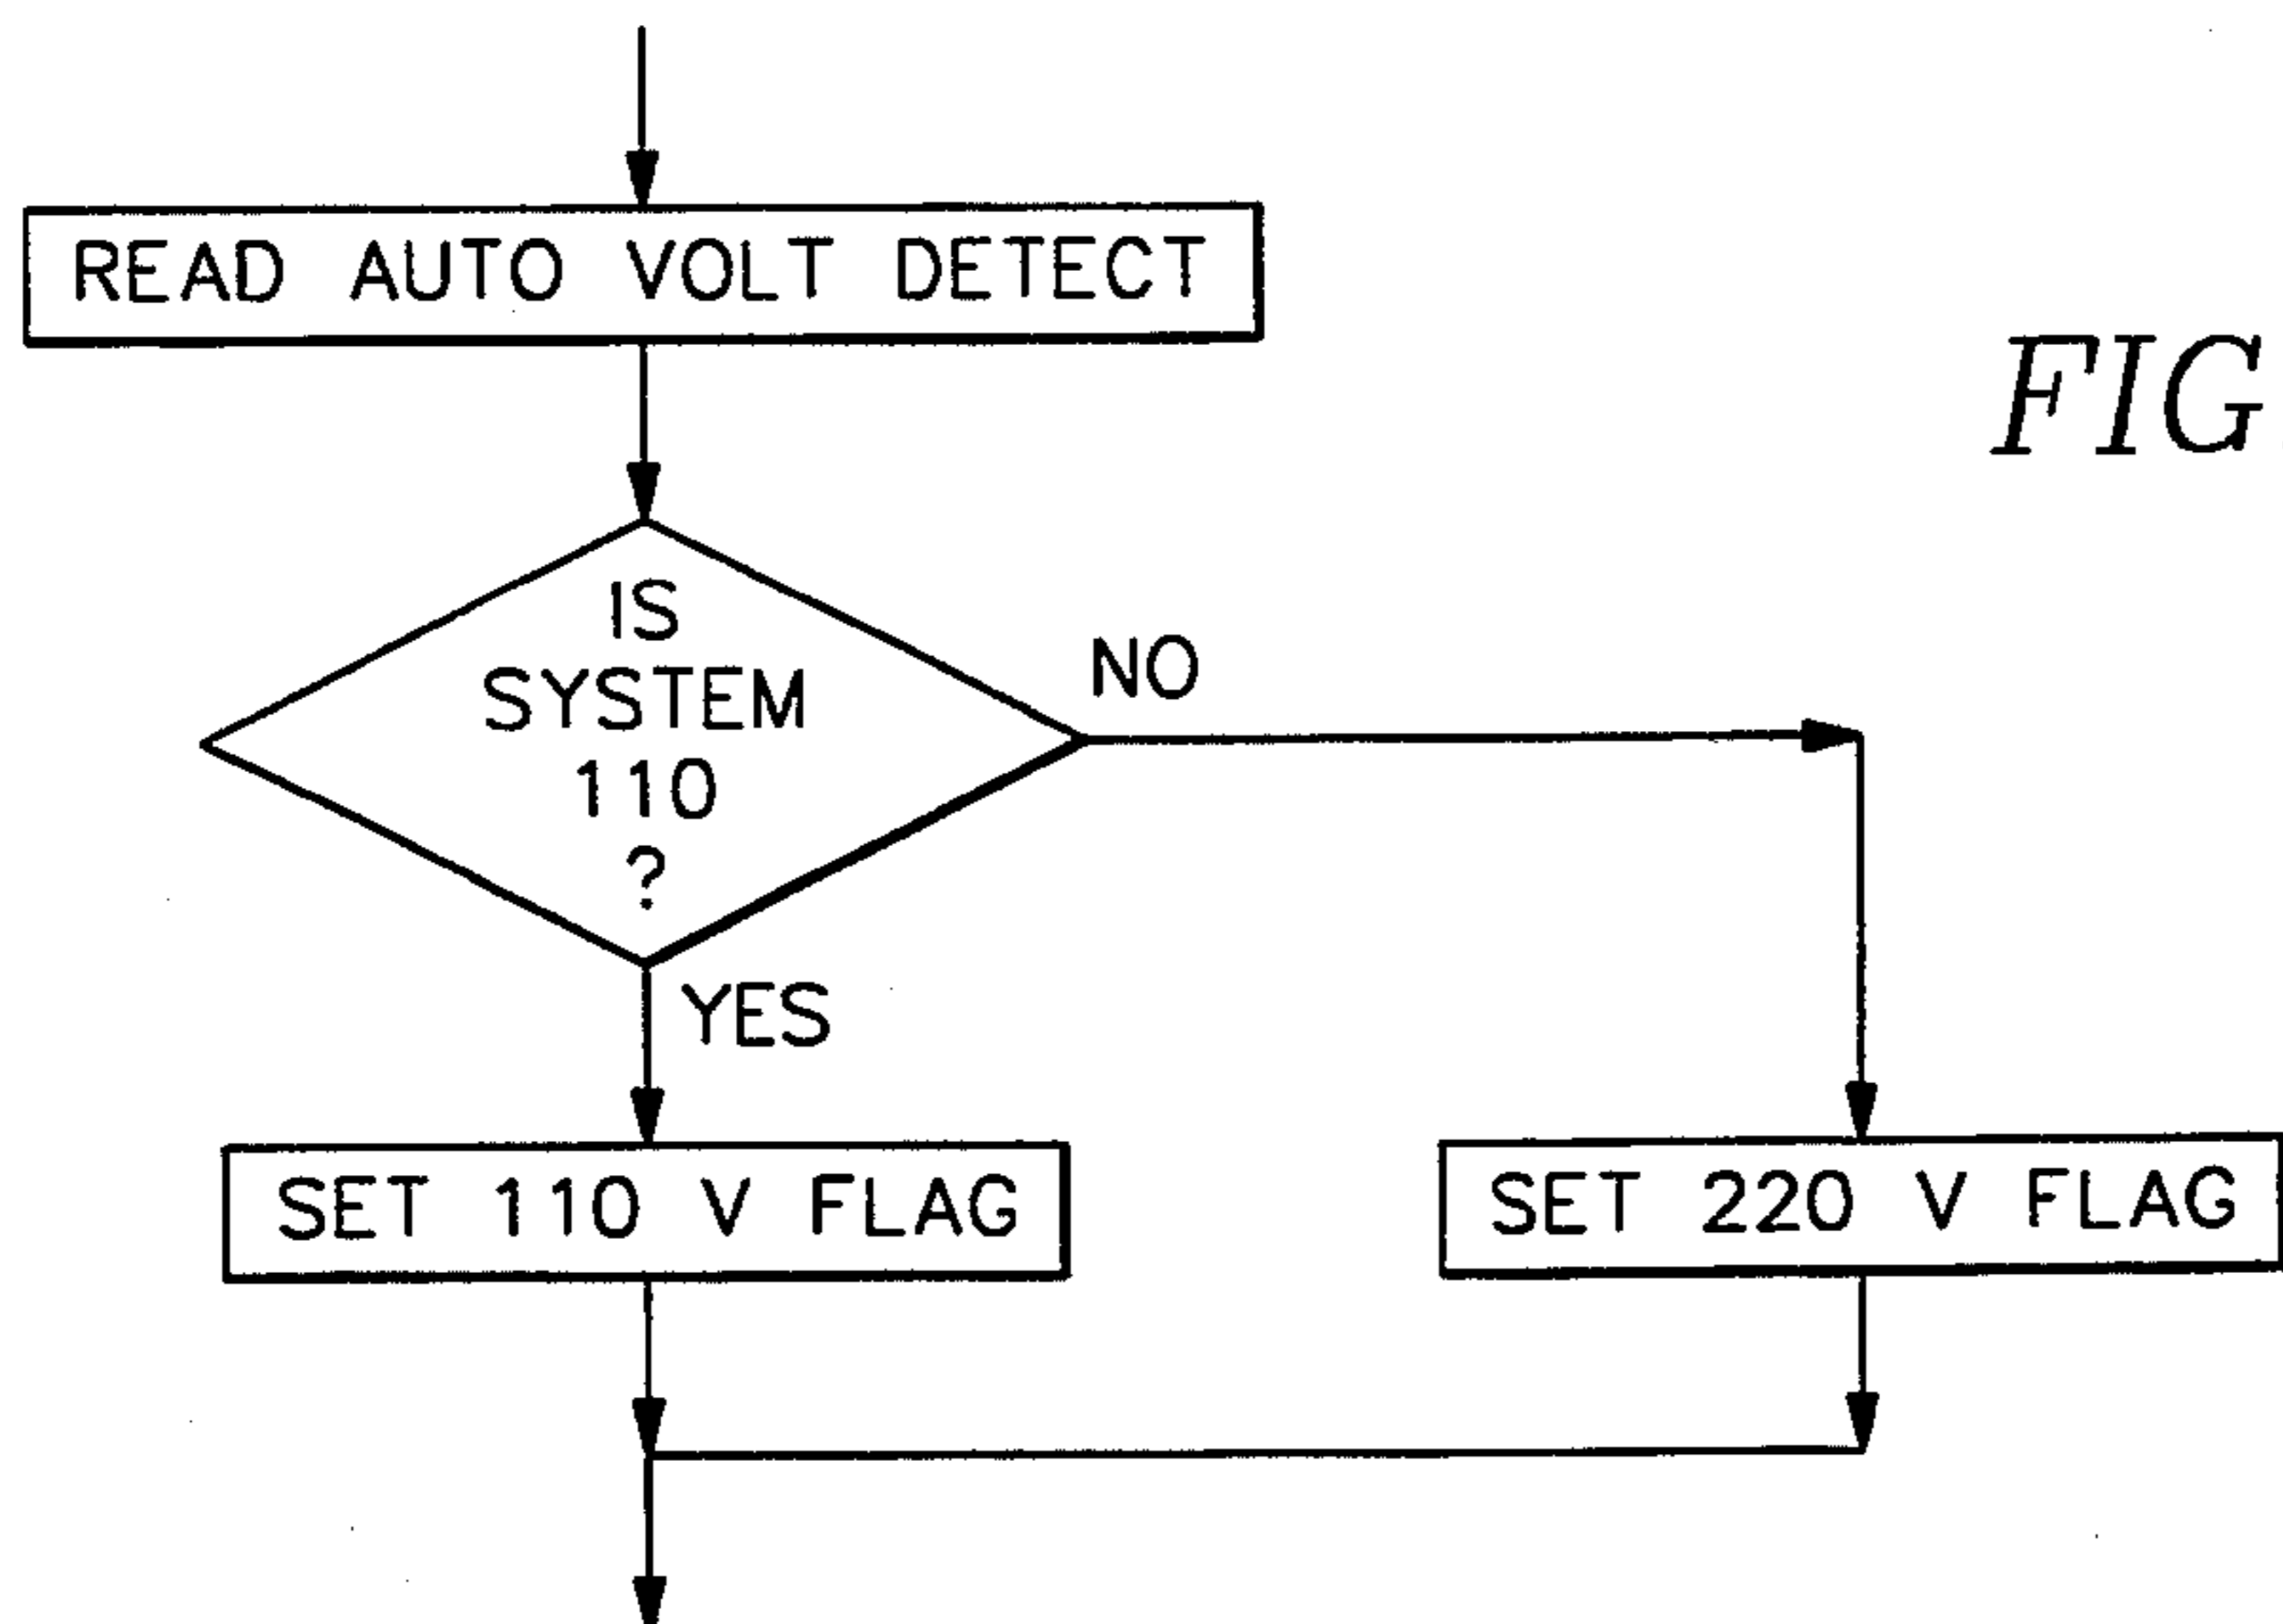 READ AUTO VOLT DETECT
FIG
IS
SYSTEM
110
?
NO
YES
SET 110 V FLAG
SET 220 V FLAG